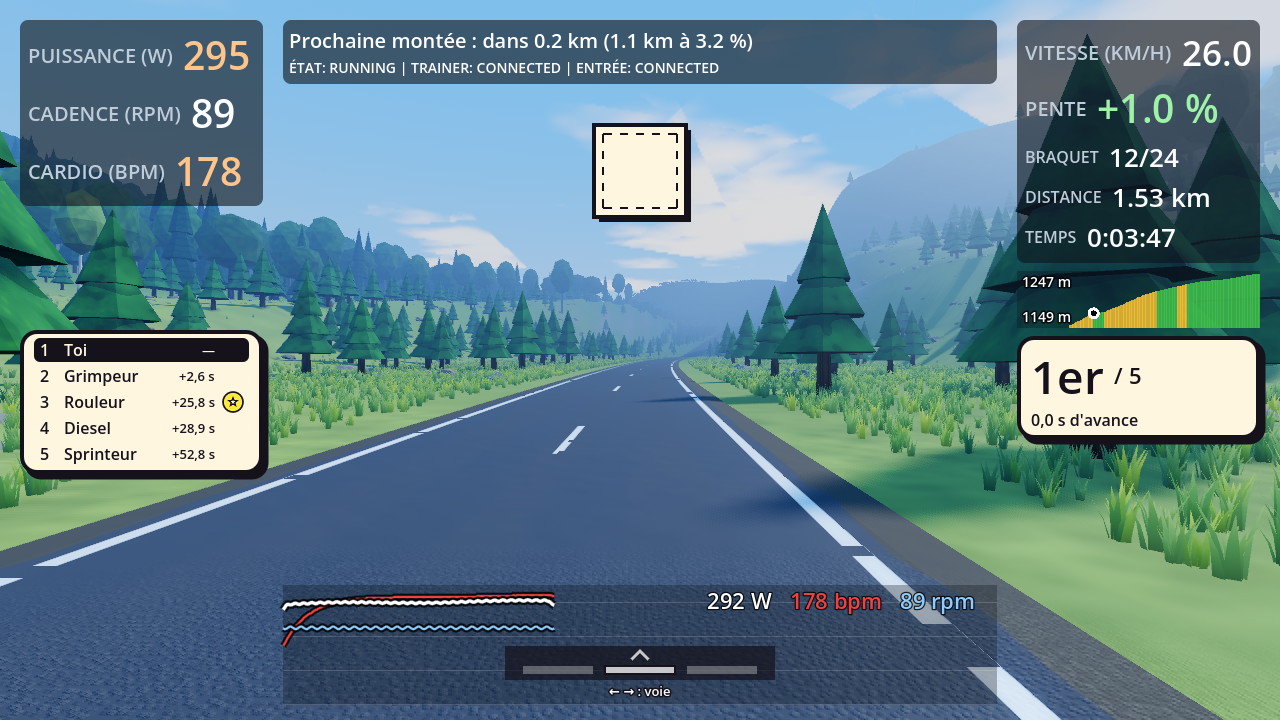 PUISSANCE (W) 295
CADENCE (RPM) 89
CARDIO (BPM) 178
Prochaine montée : dans 0.2 km (1.1 km à 3.2 %)
ÉTAT: RUNNING | TRAINER: CONNECTED | ENTRÉE: CONNECTED
VITESSE (KM/H) 26.0
PENTE +1.0 %
BRAQUET 12/24
DISTANCE 1.53 km
TEMPS 0:03:47
1247 m
1149 m
1 Toi —
2 Grimpeur +2,6 s
3 Rouleur +25,8 s
4 Diesel +28,9 s
5 Sprinteur +52,8 s
1er / 5
0,0 s d'avance
292 W 178 bpm 89 rpm
← → : voie